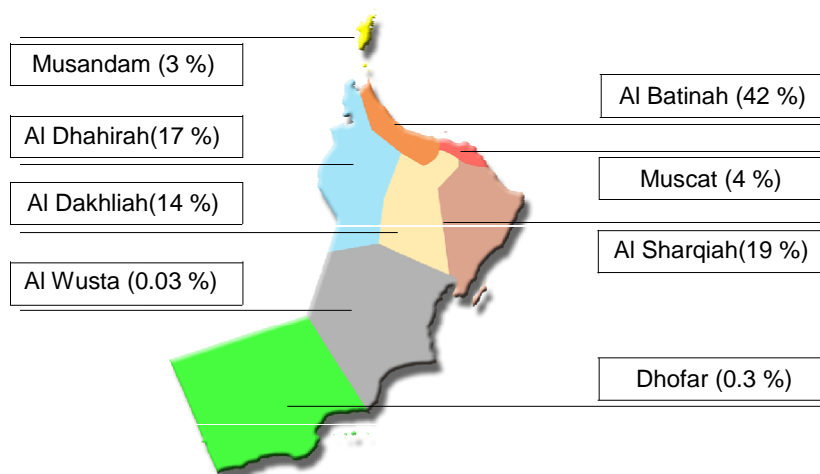 Musandam (3 %)
Al Batinah (42 %)
Al Dhahirah(17 %)
Muscat (4 %)
Al Dakhliah(14 %)
Al Sharqiah(19 %)
Al Wusta (0.03 %)
Dhofar (0.3 %)